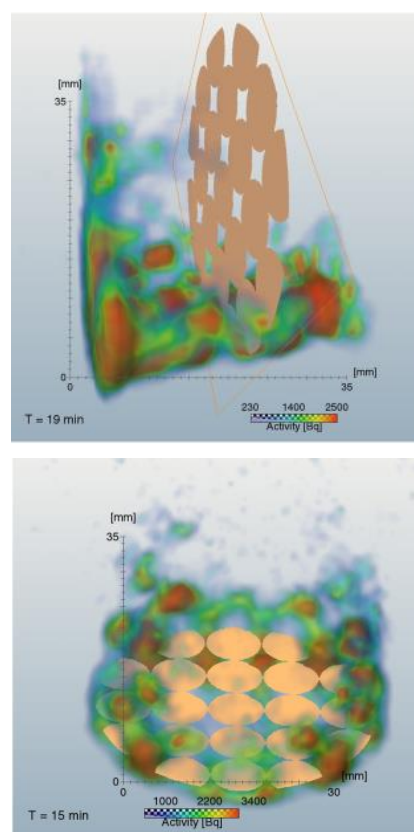 [mm]
35
0
0
35
[mm]
230 1400 2500
Activity [Bq]
T = 19 min
[mm]
35
0
0
30
[mm]
1000 2200 3400
Activity [Bq]
T = 15 min